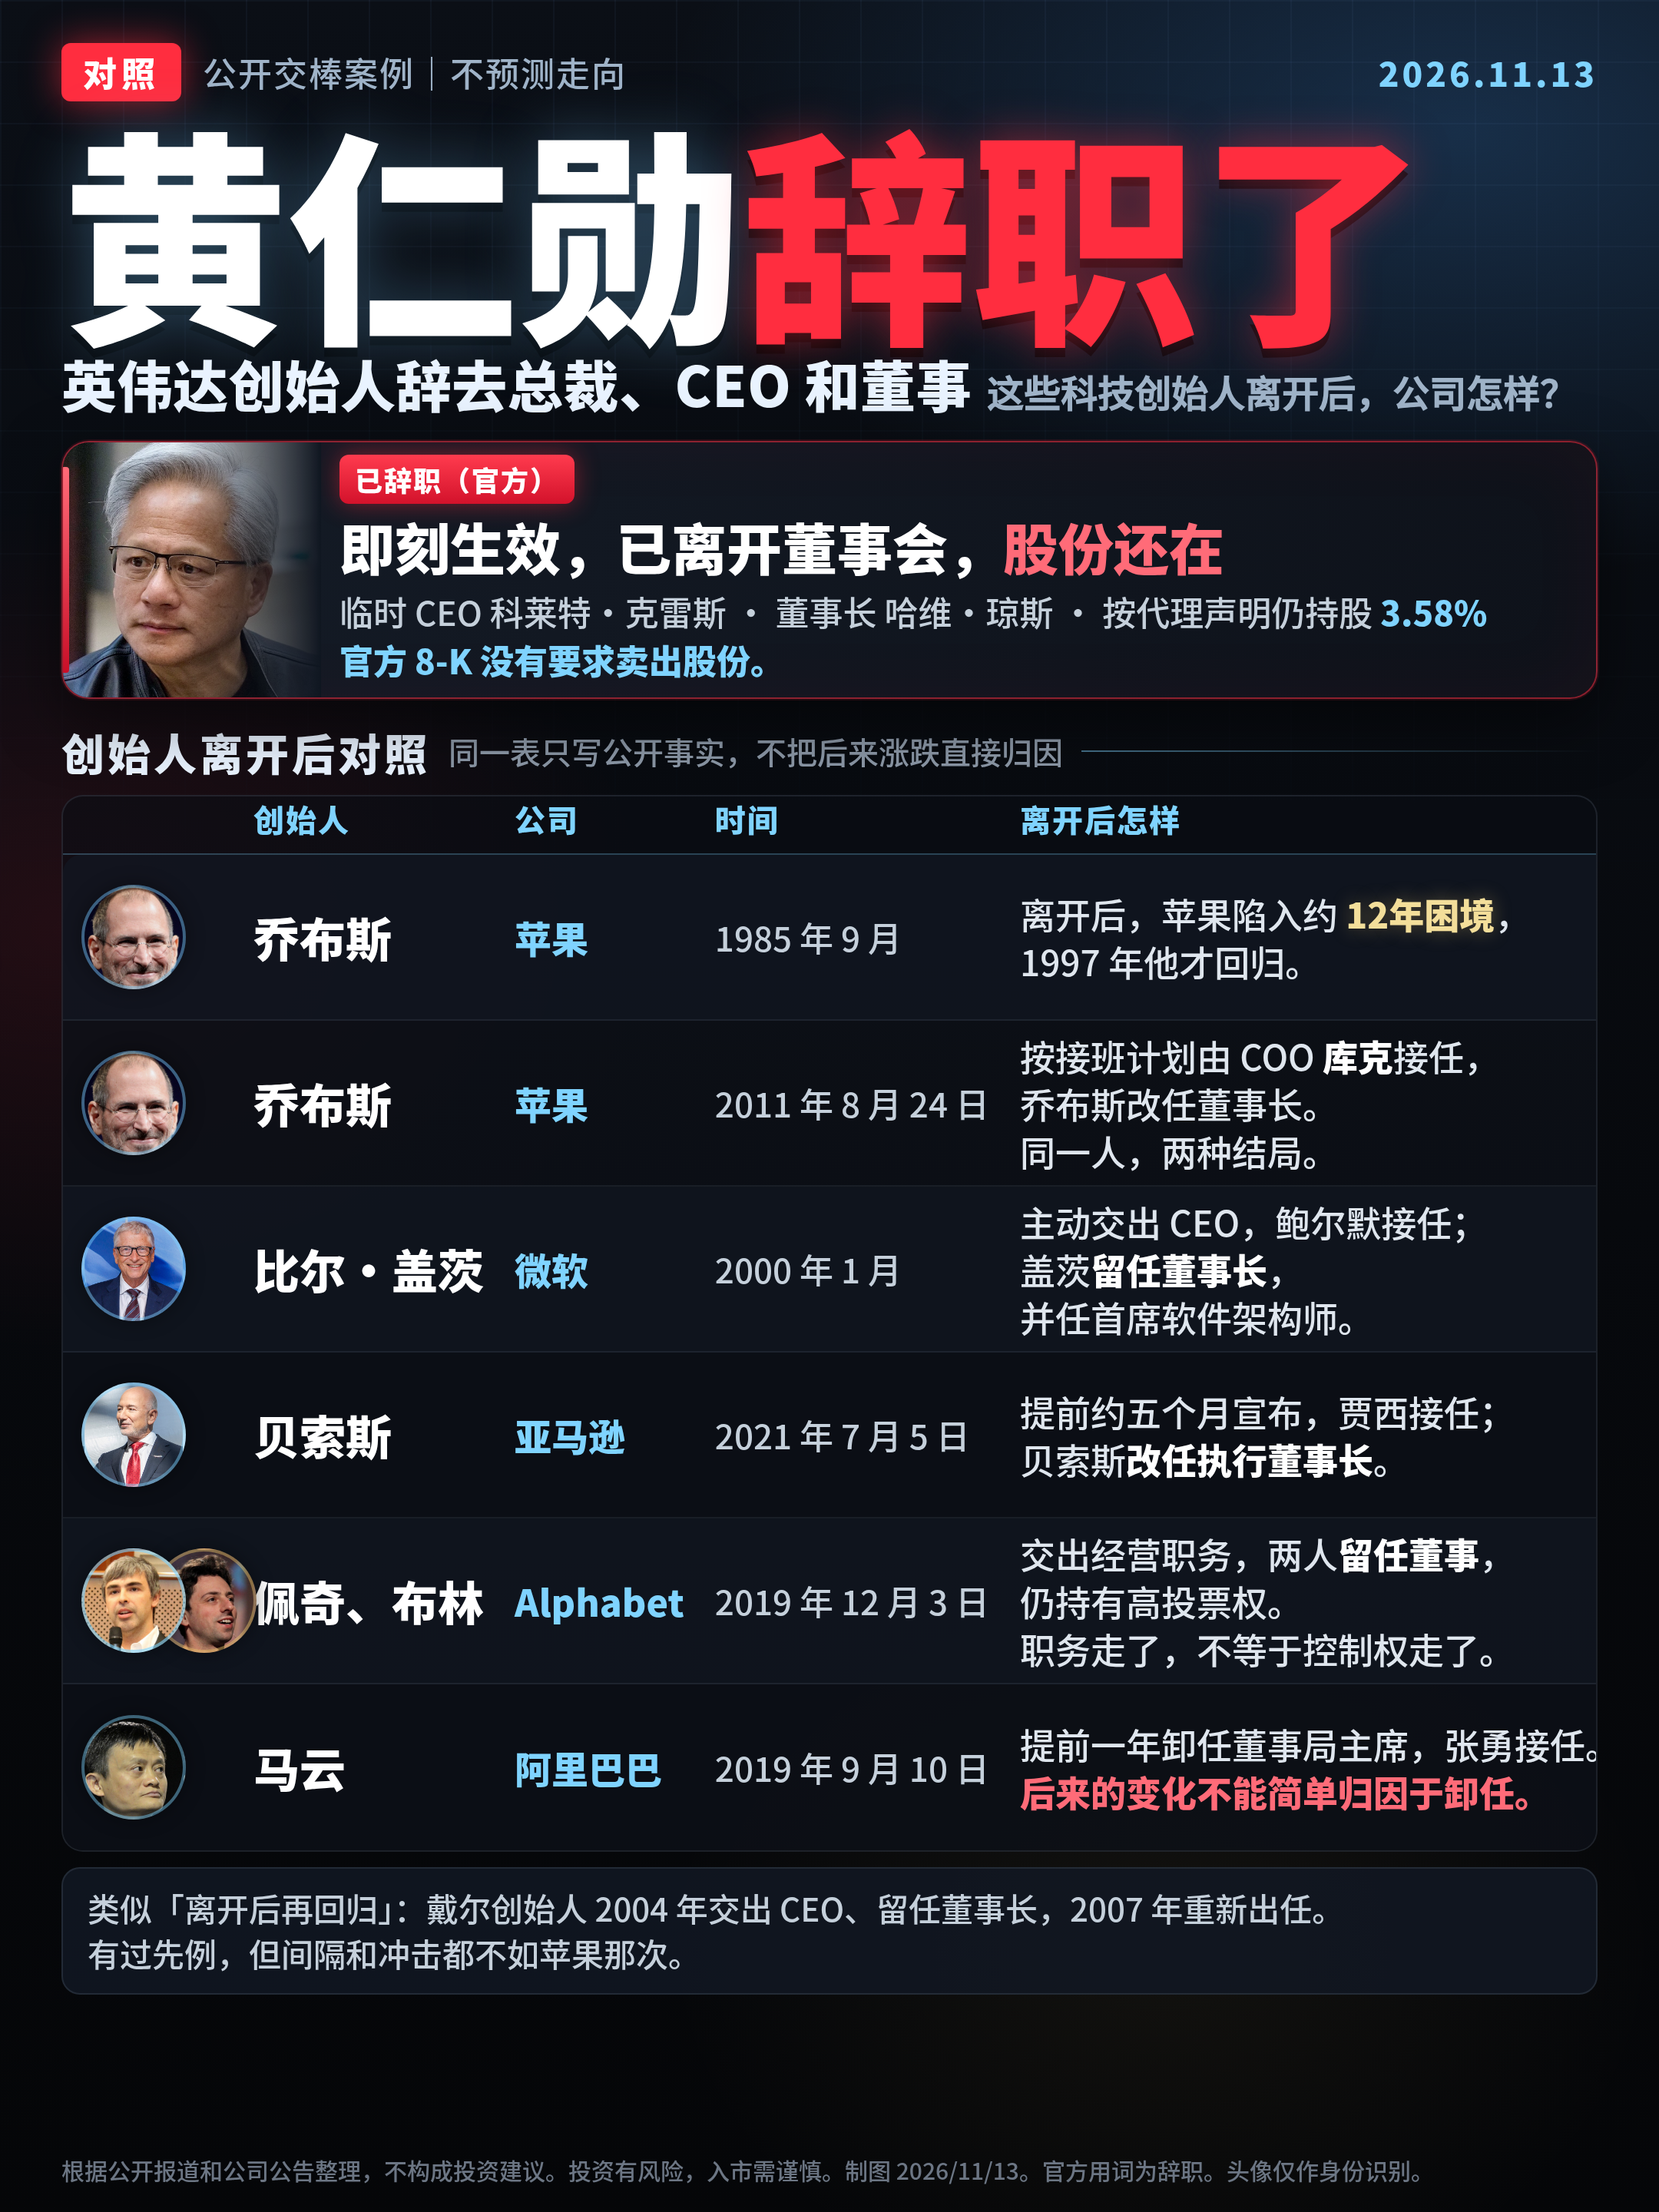 对照 公开交棒案例｜不预测走向 2026.11.13
黄仁勋辞职了
英伟达创始人辞去总裁、CEO 和董事 这些科技创始人离开后，公司怎样？
已辞职（官方）
即刻生效，已离开董事会，股份还在
临时 CEO 科莱特・克雷斯 ・ 董事长 哈维・琼斯 ・ 按代理声明仍持股 3.58%
官方 8-K 没有要求卖出股份。
创始人离开后对照 同一表只写公开事实，不把后来涨跌直接归因
创始人 公司 时间 离开后怎样
乔布斯 苹果 1985 年 9 月 离开后，苹果陷入约 12年困境，
1997 年他才回归。
乔布斯 苹果 2011 年 8 月 24 日 按接班计划由 COO 库克接任，
乔布斯改任董事长。
同一人，两种结局。
比尔・盖茨 微软 2000 年 1 月 主动交出 CEO，鲍尔默接任；
盖茨留任董事长，
并任首席软件架构师。
贝索斯 亚马逊 2021 年 7 月 5 日 提前约五个月宣布，贾西接任；
贝索斯改任执行董事长。
佩奇、布林 Alphabet 2019 年 12 月 3 日 交出经营职务，两人留任董事，
仍持有高投票权。
职务走了，不等于控制权走了。
马云 阿里巴巴 2019 年 9 月 10 日 提前一年卸任董事局主席，张勇接任。
后来的变化不能简单归因于卸任。
类似「离开后再回归」：戴尔创始人 2004 年交出 CEO、留任董事长，2007 年重新出任。
有过先例，但间隔和冲击都不如苹果那次。
根据公开报道和公司公告整理，不构成投资建议。投资有风险，入市需谨慎。制图 2026/11/13。官方用词为辞职。头像仅作身份识别。